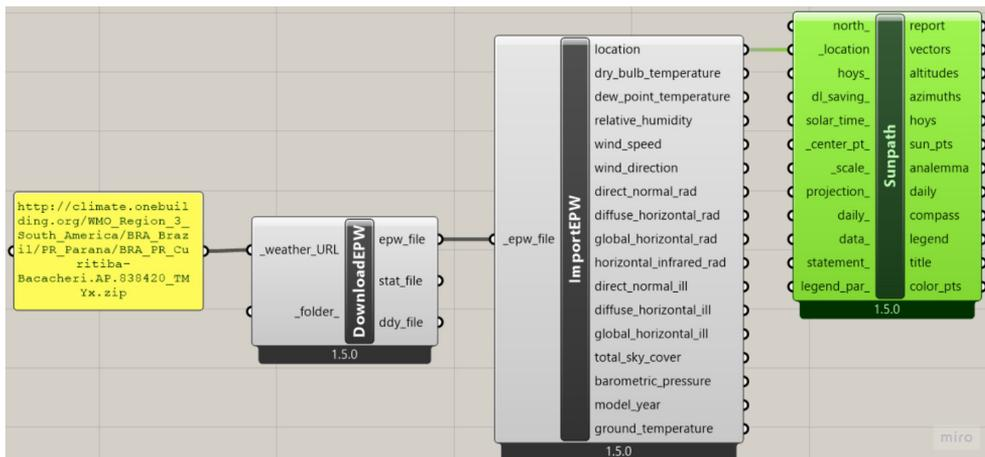 http://climate.onebuil
ding.org/WMO_Region_3_
South_America/BRA_Braz
il/PR_Parana/BRA_PR_Cu
ritiba-
Bacacheri.AP.838420_TM
Yx.zip
_weather_URL
_folder_
DownloadEPW
epw_file
stat_file
ddy_file
1.5.0
_epw_file
ImportEPW
location
dry_bulb_temperature
dew_point_temperature
relative_humidity
wind_speed
wind_direction
direct_normal_rad
diffuse_horizontal_rad
global_horizontal_rad
horizontal_infrared_rad
direct_normal_ill
diffuse_horizontal_ill
global_horizontal_ill
total_sky_cover
barometric_pressure
model_year
ground_temperature
1.5.0
north_
_location
hoys_
dl_saving_
solar_time_
_center_pt_
_scale_
projection_
daily_
data_
statement_
legend_par_
Sunpath
report
vectors
altitudes
azimuths
hoys
sun_pts
analemma
daily
compass
legend
title
color_pts
1.5.0
miro